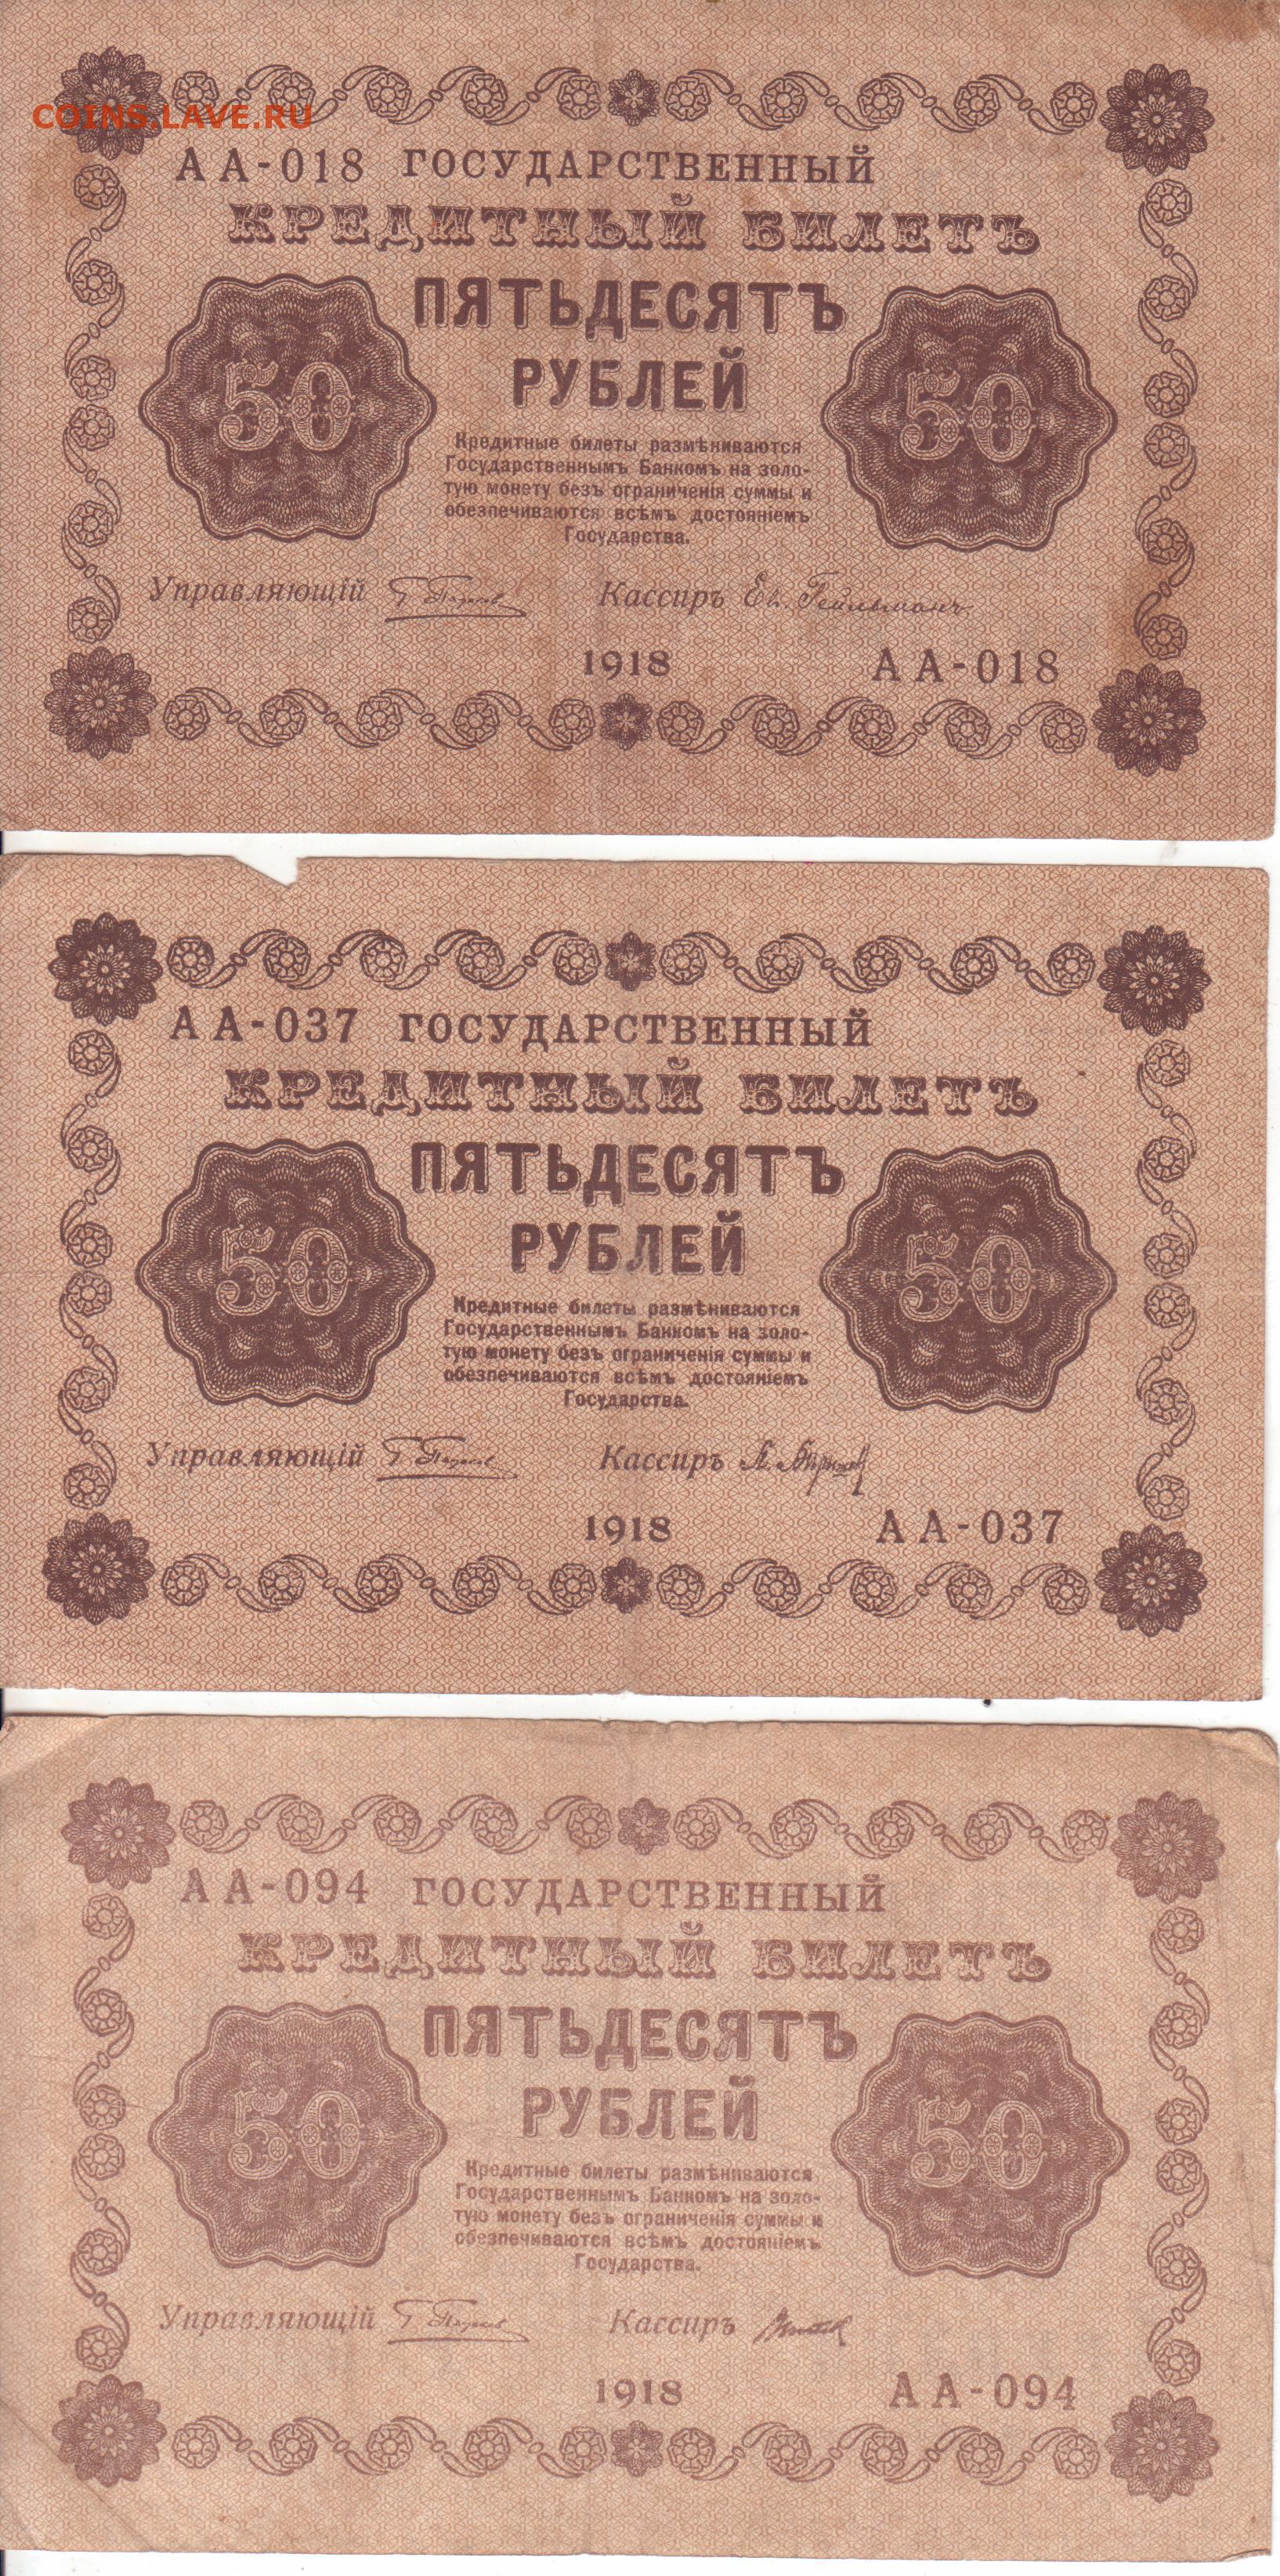 COINS.LAVE.RU
АА-018 ГОСУДАРСТВЕННЫЙ
КРЕДИТНЫЙ БИЛЕТЪ
ПЯТЬДЕСЯТЪ
РУБЛЕЙ
50 50
Кредитные билеты размѣниваются
Государственнымъ Банкомъ на золо-
тую монету безъ ограниченія суммы и
обезпечиваются всѣмъ достояніемъ
Государства.
Управляющій Кассиръ Ев. Гейльманъ
1918 АА-018
АА-037 ГОСУДАРСТВЕННЫЙ
КРЕДИТНЫЙ БИЛЕТЪ
ПЯТЬДЕСЯТЪ
РУБЛЕЙ
50 50
Кредитные билеты размѣниваются
Государственнымъ Банкомъ на золо-
тую монету безъ ограниченія суммы и
обезпечиваются всѣмъ достояніемъ
Государства.
Управляющій Кассиръ
1918 АА-037
АА-094 ГОСУДАРСТВЕННЫЙ
КРЕДИТНЫЙ БИЛЕТЪ
ПЯТЬДЕСЯТЪ
РУБЛЕЙ
50 50
Кредитные билеты размѣниваются
Государственнымъ Банкомъ на золо-
тую монету безъ ограниченія суммы и
обезпечиваются всѣмъ достояніемъ
Государства.
Управляющій Кассиръ
1918 АА-094